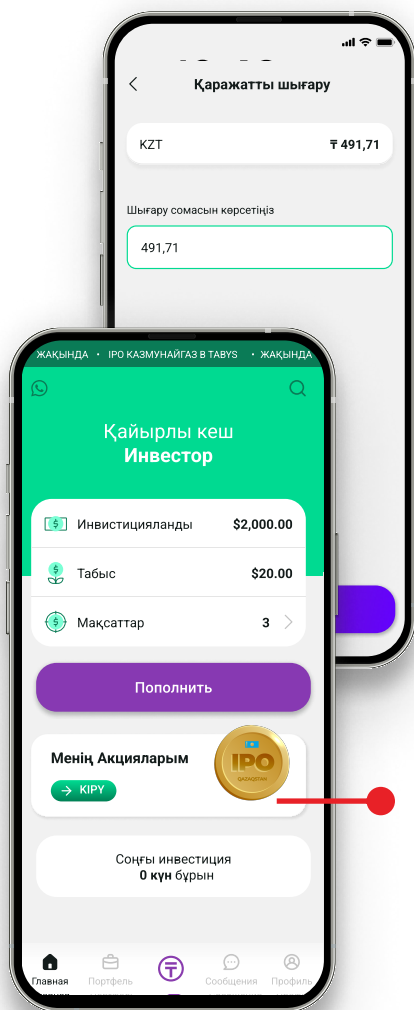 Қаражатты шығару
KZT ₸ 491,71
Шығару сомасын көрсетіңіз
491,71
ЖАҚЫНДА • IPO КАЗМУНАЙГАЗ В TABYS • ЖАҚЫНДА
Қайырлы кеш
Инвестор
Инвестицияланды $2,000.00
Табыс $20.00
Мақсаттар 3
Пополнить
Менің Акцияларым
КІРУ
IPO
QAZAQSTAN
Соңғы инвестиция
0 күн бұрын
Главная Портфель Сообщения Профиль